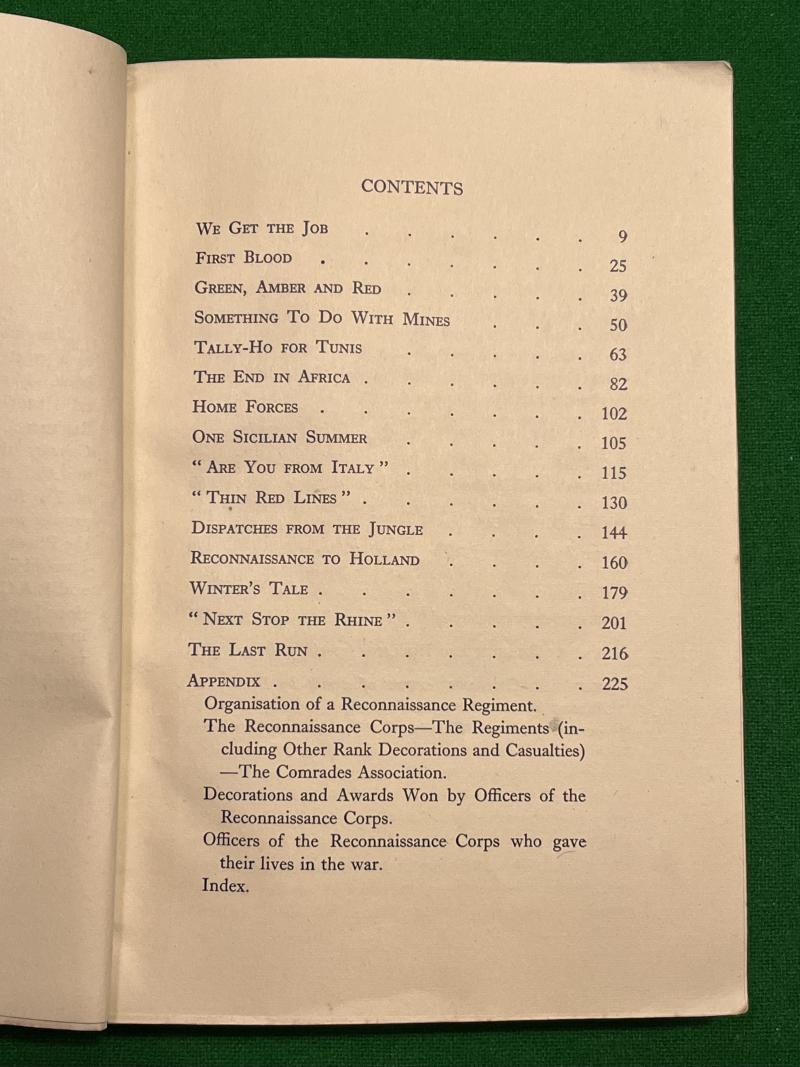 CONTENTS
We Get the Job . . . . . . 9
First Blood . . . . . . . 25
Green, Amber and Red . . . . . 39
Something To Do With Mines . . . 50
Tally-Ho for Tunis . . . . . 63
The End in Africa . . . . . . 82
Home Forces . . . . . . . 102
One Sicilian Summer . . . . . 105
“Are You from Italy” . . . . . 115
“Thin Red Lines” . . . . . . 130
Dispatches from the Jungle . . . . 144
Reconnaissance to Holland . . . . 160
Winter’s Tale . . . . . . . 179
“Next Stop the Rhine” . . . . . 201
The Last Run . . . . . . . 216
Appendix . . . . . . . . 225
Organisation of a Reconnaissance Regiment.
The Reconnaissance Corps—The Regiments (in-
cluding Other Rank Decorations and Casualties)
—The Comrades Association.
Decorations and Awards Won by Officers of the
Reconnaissance Corps.
Officers of the Reconnaissance Corps who gave
their lives in the war.
Index.